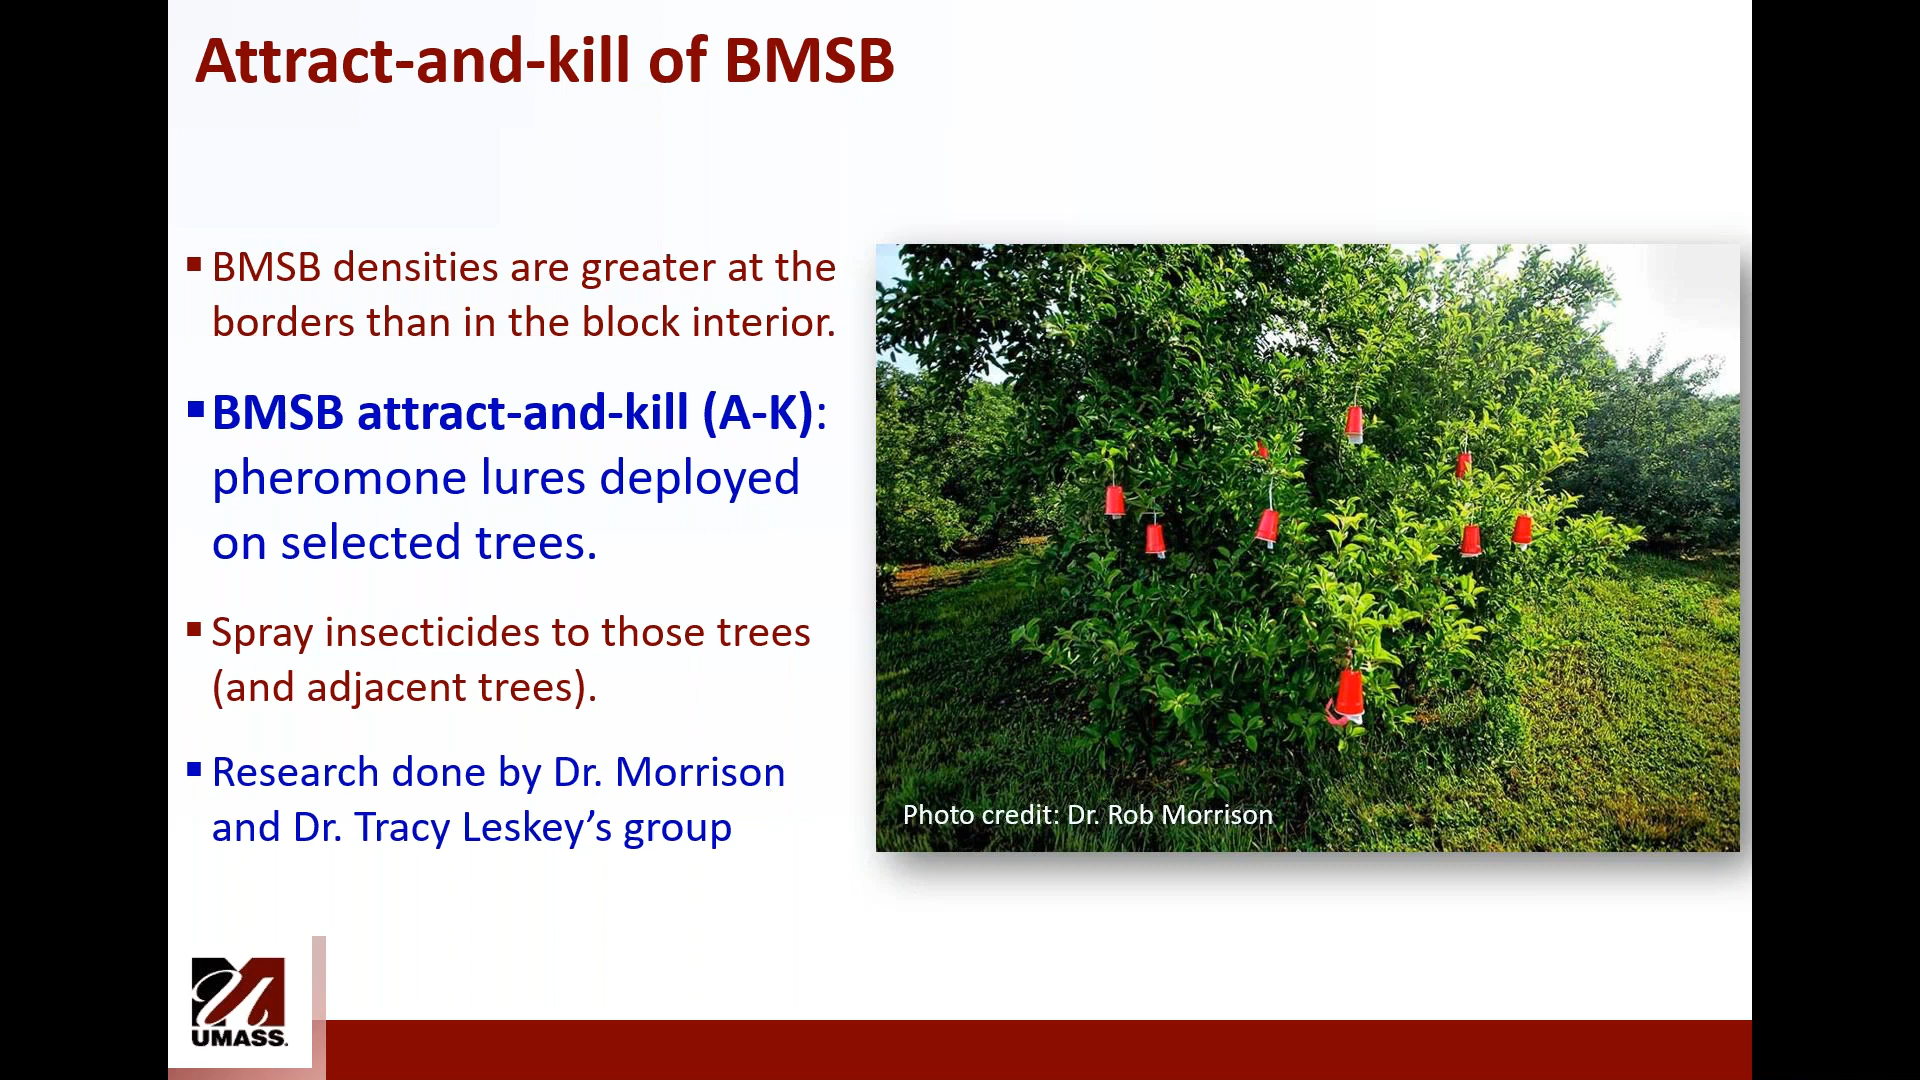 Attract-and-kill of BMSB
▪ BMSB densities are greater at the
borders than in the block interior.
▪ BMSB attract-and-kill (A-K):
pheromone lures deployed
on selected trees.
▪ Spray insecticides to those trees
(and adjacent trees).
▪ Research done by Dr. Morrison
and Dr. Tracy Leskey’s group
Photo credit: Dr. Rob Morrison
UMASS.